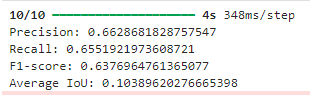 10/10 ━━━━━━━━━━━━━━━━━━━━ 4s 348ms/step
Precision: 0.6628681828757547
Recall: 0.6551921973608721
F1-score: 0.6376964761365077
Average IoU: 0.10389620276665398